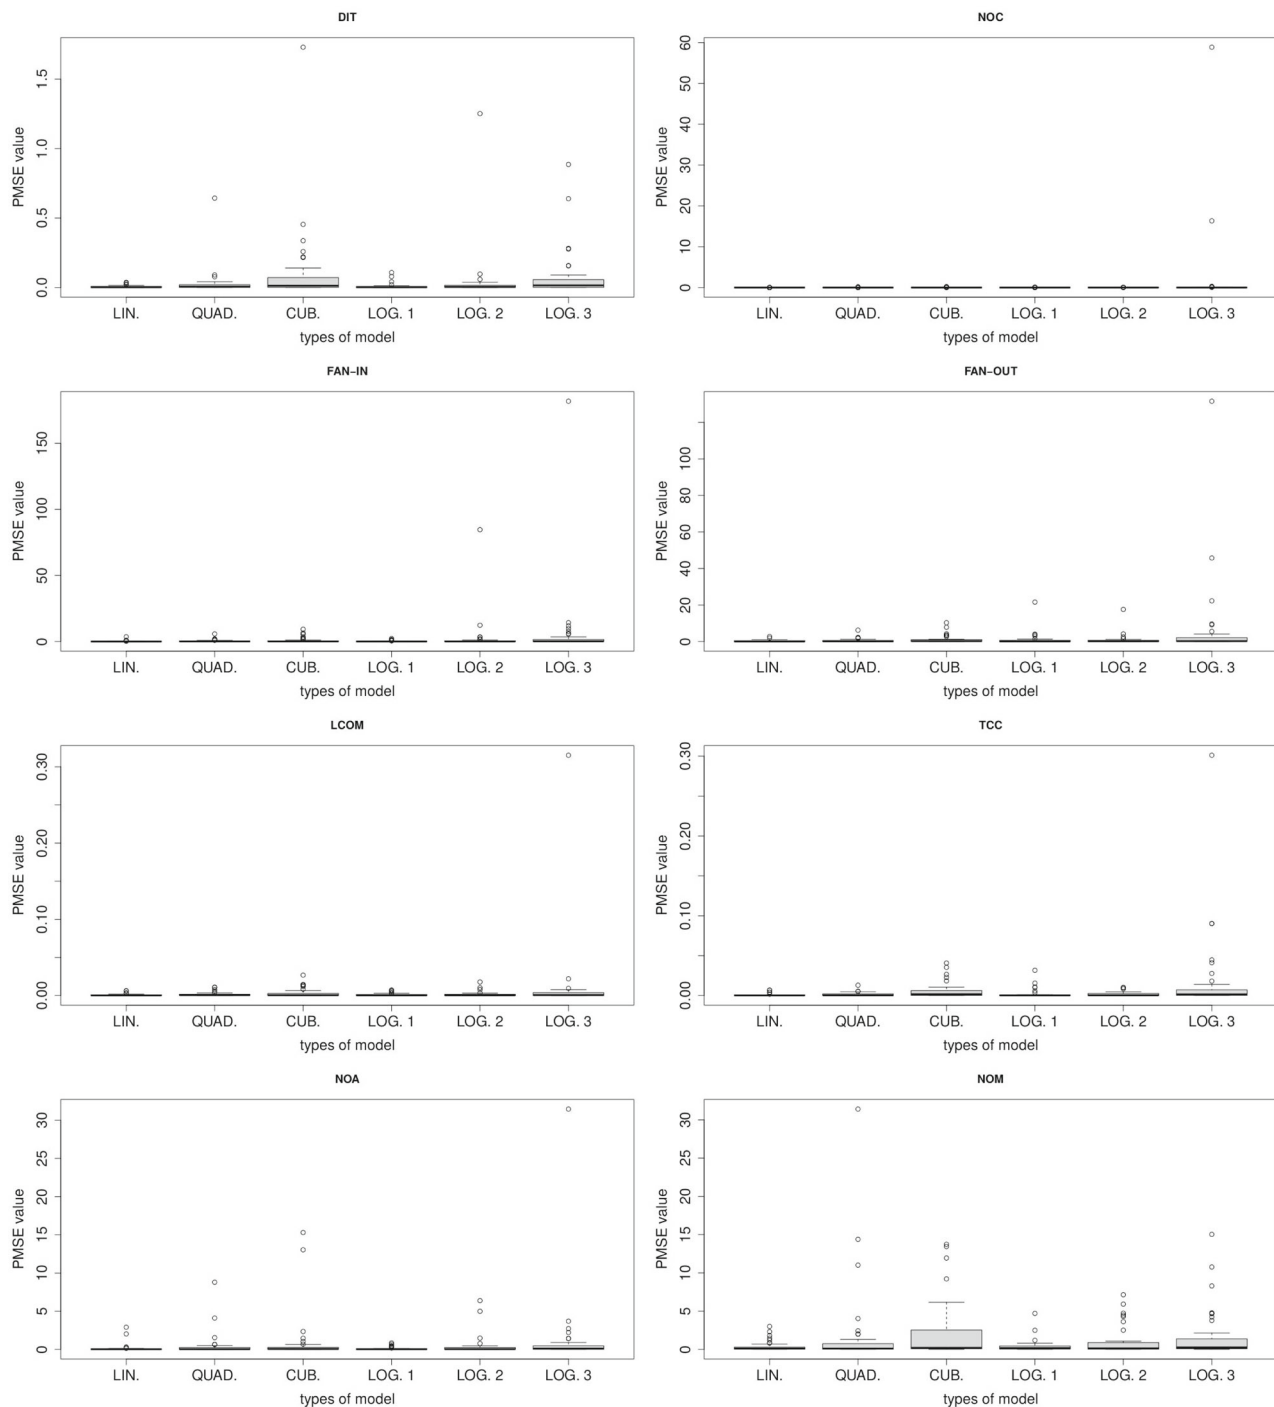 DIT
PMSE value
1.5
1.0
0.5
0.0
LIN. QUAD. CUB. LOG. 1 LOG. 2 LOG. 3
types of model
NOC
PMSE value
60
50
40
30
20
10
0
LIN. QUAD. CUB. LOG. 1 LOG. 2 LOG. 3
types of model
FAN–IN
PMSE value
150
100
50
0
LIN. QUAD. CUB. LOG. 1 LOG. 2 LOG. 3
types of model
FAN–OUT
PMSE value
100
80
60
40
20
0
LIN. QUAD. CUB. LOG. 1 LOG. 2 LOG. 3
types of model
LCOM
PMSE value
0.30
0.20
0.10
0.00
LIN. QUAD. CUB. LOG. 1 LOG. 2 LOG. 3
types of model
TCC
PMSE value
0.30
0.20
0.10
0.00
LIN. QUAD. CUB. LOG. 1 LOG. 2 LOG. 3
types of model
NOA
PMSE value
30
25
20
15
10
5
0
LIN. QUAD. CUB. LOG. 1 LOG. 2 LOG. 3
types of model
NOM
PMSE value
30
25
20
15
10
5
0
LIN. QUAD. CUB. LOG. 1 LOG. 2 LOG. 3
types of model